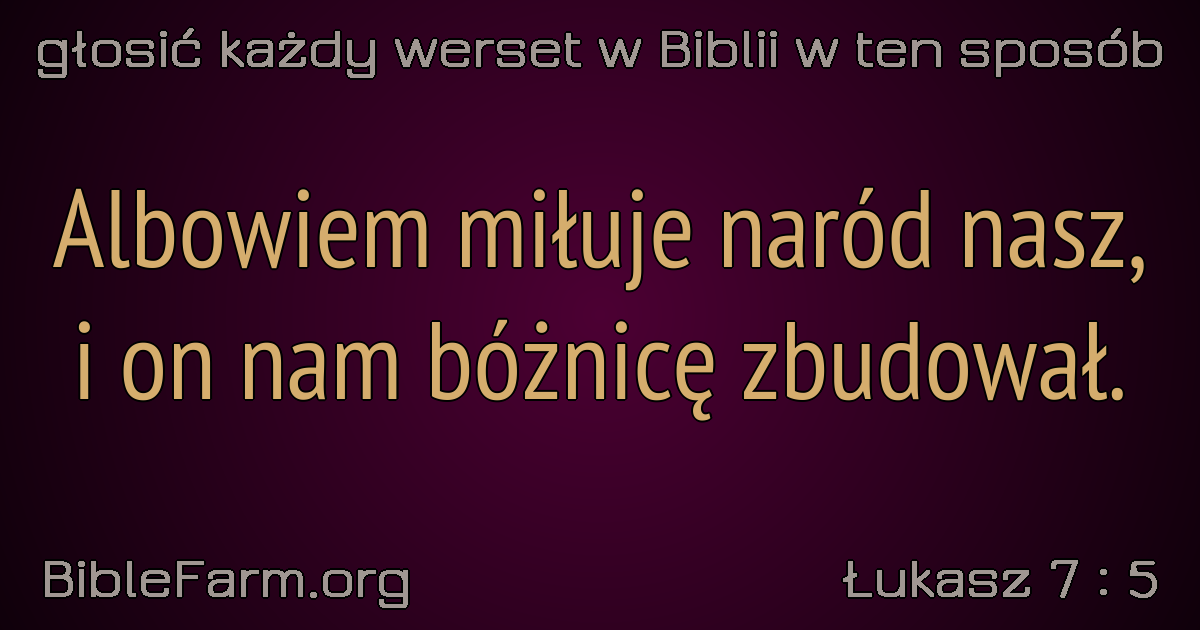 głosić każdy werset w Biblii w ten sposób
Albowiem miłuje naród nasz,
i on nam bóżnicę zbudował.
BibleFarm.org
Łukasz 7 : 5